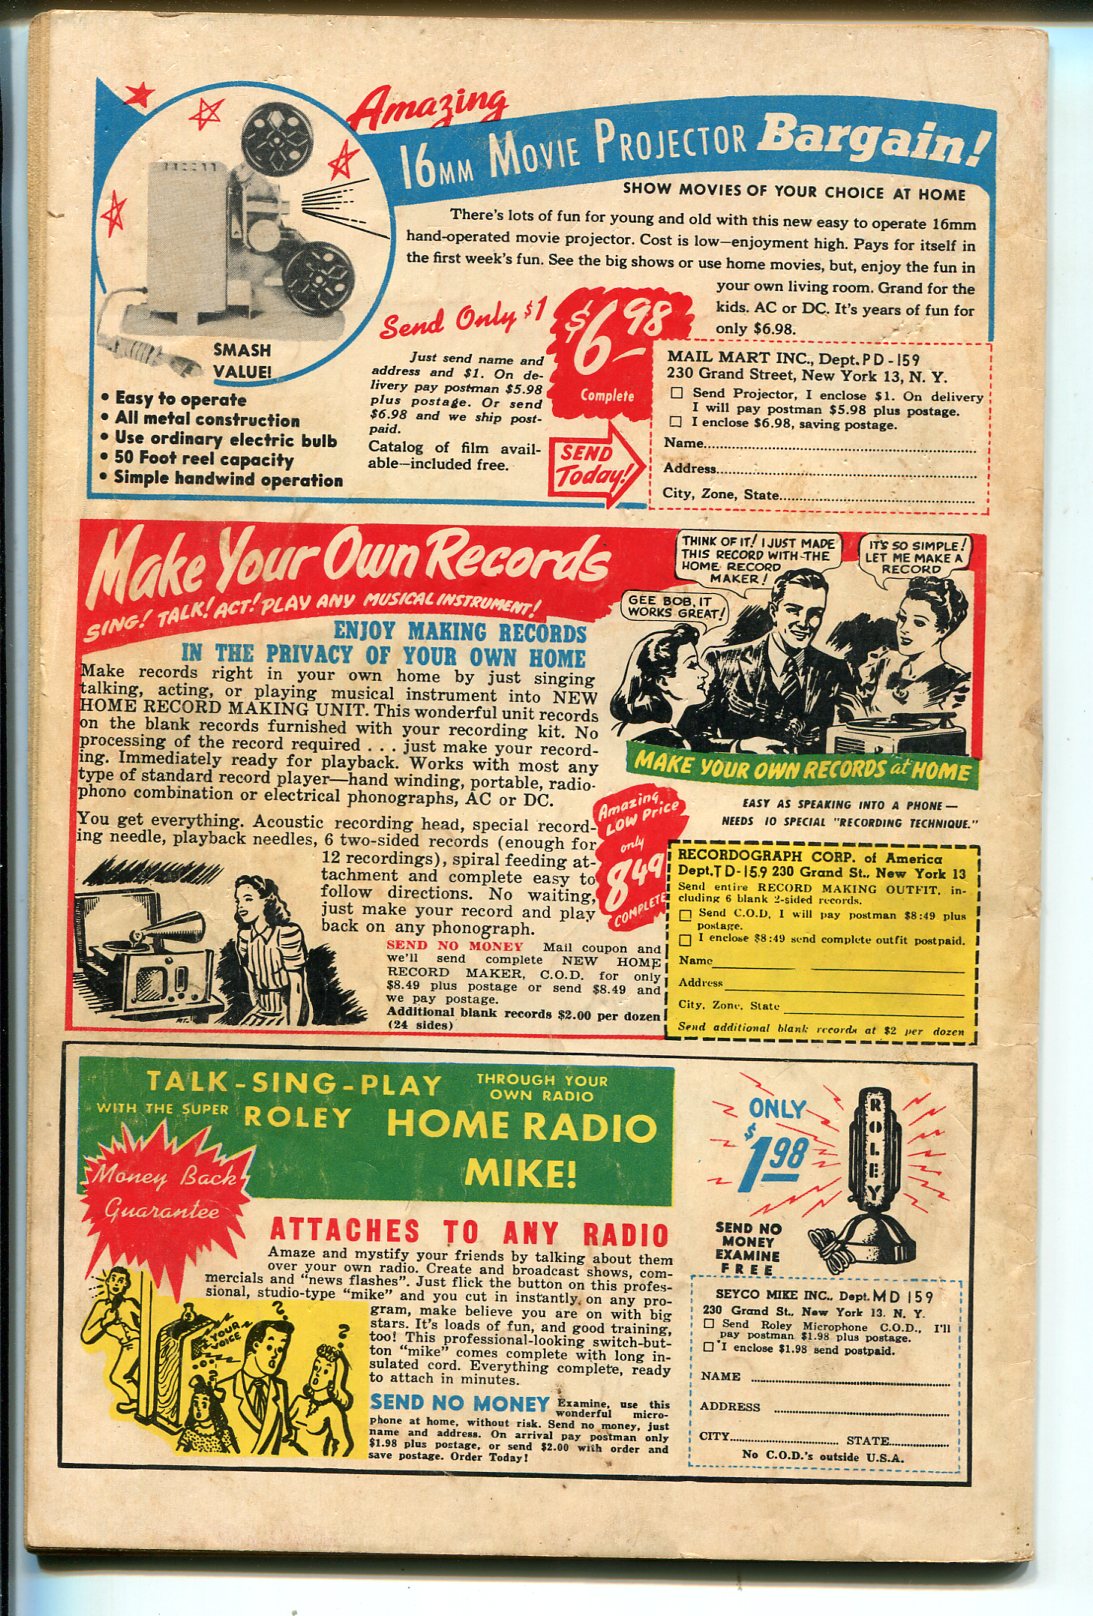 Amazing
16MM MOVIE PROJECTOR Bargain!
SHOW MOVIES OF YOUR CHOICE AT HOME
There's lots of fun for young and old with this new easy to operate 16mm
hand-operated movie projector. Cost is low—enjoyment high. Pays for itself in
the first week's fun. See the big shows or use home movies, but, enjoy the fun in
your own living room. Grand for the
kids. AC or DC. It's years of fun for
only $6.98.
SMASH
VALUE!
• Easy to operate
• All metal construction
• Use ordinary electric bulb
• 50 Foot reel capacity
• Simple handwind operation
Send Only $1
Just send name and
address and $1. On de-
livery pay postman $5.98
plus postage. Or send
$6.98 and we ship post-
paid.
Catalog of film avail-
able—included free.
$6.98
Complete
SEND
Today!
MAIL MART INC., Dept. PD-159
230 Grand Street, New York 13, N. Y.
☐ Send Projector, I enclose $1. On delivery
I will pay postman $5.98 plus postage.
☐ I enclose $6.98, saving postage.
Name
Address
City, Zone, State
Make Your Own Records
SING! TALK! ACT! PLAY ANY MUSICAL INSTRUMENT!
ENJOY MAKING RECORDS
IN THE PRIVACY OF YOUR OWN HOME
Make records right in your own home by just singing
talking, acting, or playing musical instrument into NEW
HOME RECORD MAKING UNIT. This wonderful unit records
on the blank records furnished with your recording kit. No
processing of the record required . . . just make your record-
ing. Immediately ready for playback. Works with most any
type of standard record player—hand winding, portable, radio-
phono combination or electrical phonographs, AC or DC.
You get everything. Acoustic recording head, special record-
ing needle, playback needles, 6 two-sided records (enough for
12 recordings), spiral feeding at-
tachment and complete easy to
follow directions. No waiting,
just make your record and play
back on any phonograph.
SEND NO MONEY Mail coupon and
we'll send complete NEW HOME
RECORD MAKER, C.O.D. for only
$8.49 plus postage or send $8.49 and
we pay postage.
Additional blank records $2.00 per dozen
(24 sides)
THINK OF IT! I JUST MADE
THIS RECORD WITH THE
HOME RECORD
MAKER!
IT'S SO SIMPLE!
LET ME MAKE A
RECORD
GEE BOB, IT
WORKS GREAT!
MAKE YOUR OWN RECORDS at HOME
EASY AS SPEAKING INTO A PHONE—
NEEDS NO SPECIAL "RECORDING TECHNIQUE."
Amazing
LOW Price
only
849
COMPLETE
RECORDOGRAPH CORP. of America
Dept. TD-159 230 Grand St., New York 13
Send entire RECORD MAKING OUTFIT, in-
cluding 6 blank 2-sided records.
☐ Send C.O.D. I will pay postman $8:49 plus
postage.
☐ I enclose $8:49 send complete outfit postpaid.
Name
Address
City, Zone, State
Send additional blank records at $2 per dozen
TALK-SING-PLAY THROUGH YOUR
OWN RADIO
WITH THE SUPER ROLEY HOME RADIO
MIKE!
Money Back
Guarantee
ATTACHES TO ANY RADIO
Amaze and mystify your friends by talking about them
over your own radio. Create and broadcast shows, com-
mercials and "news flashes". Just flick the button on this profes-
sional, studio-type "mike" and you cut in instantly, on any pro-
gram, make believe you are on with big
stars. It's loads of fun, and good training,
too! This professional-looking switch-but-
ton "mike" comes complete with long in-
sulated cord. Everything complete, ready
to attach in minutes.
SEND NO MONEY Examine, use this
wonderful micro-
phone at home, without risk. Send no money, just
name and address. On arrival pay postman only
$1.98 plus postage, or send $2.00 with order and
save postage. Order Today!
YOUR
VOICE
? ?
ONLY
$1.98
ROLEY
SEND NO
MONEY
EXAMINE
FREE
SEYCO MIKE INC., Dept. MD 159
230 Grand St., New York 13, N. Y.
☐ Send Roley Microphone C.O.D., I'll
pay postman $1.98 plus postage.
☐ I enclose $1.98 send postpaid.
NAME
ADDRESS
CITY STATE
No C.O.D.'s outside U.S.A.